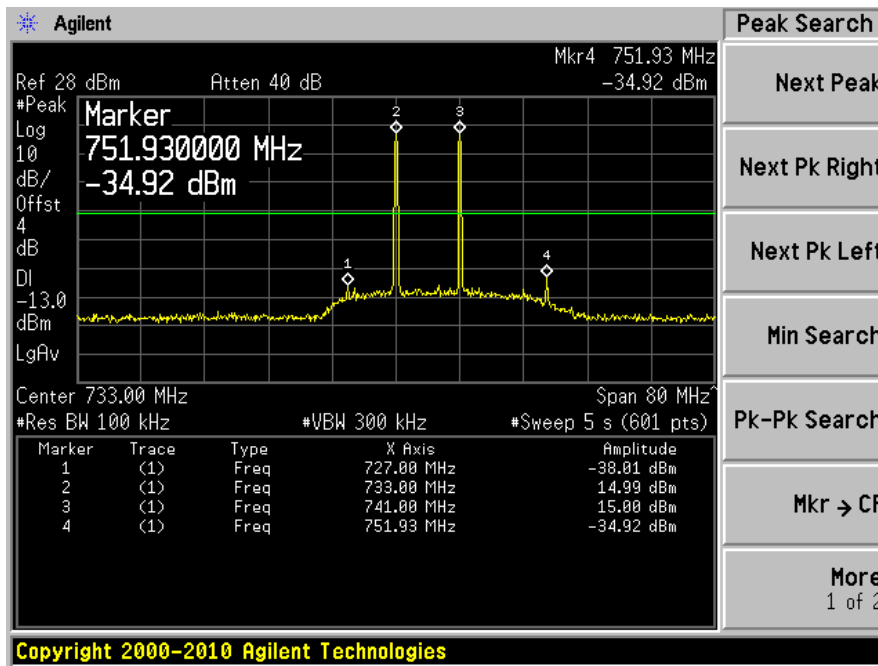 Agilent
Peak Search
Mkr4 751.93 MHz
Ref 28 dBm Atten 40 dB -34.92 dBm
#Peak
Log
10
dB/
Offst
4
dB
DI
-13.0
dBm
LgAv
Marker
751.930000 MHz
-34.92 dBm
1
2
3
4
Center 733.00 MHz Span 80 MHz^
#Res BW 100 kHz #VBW 300 kHz #Sweep 5 s (601 pts)
Marker Trace Type X Axis Amplitude
1 (1) Freq 727.00 MHz -38.01 dBm
2 (1) Freq 733.00 MHz 14.99 dBm
3 (1) Freq 741.00 MHz 15.00 dBm
4 (1) Freq 751.93 MHz -34.92 dBm
Next Peak
Next Pk Right
Next Pk Left
Min Search
Pk-Pk Search
Mkr → CF
More
1 of 2
Copyright 2000-2010 Agilent Technologies